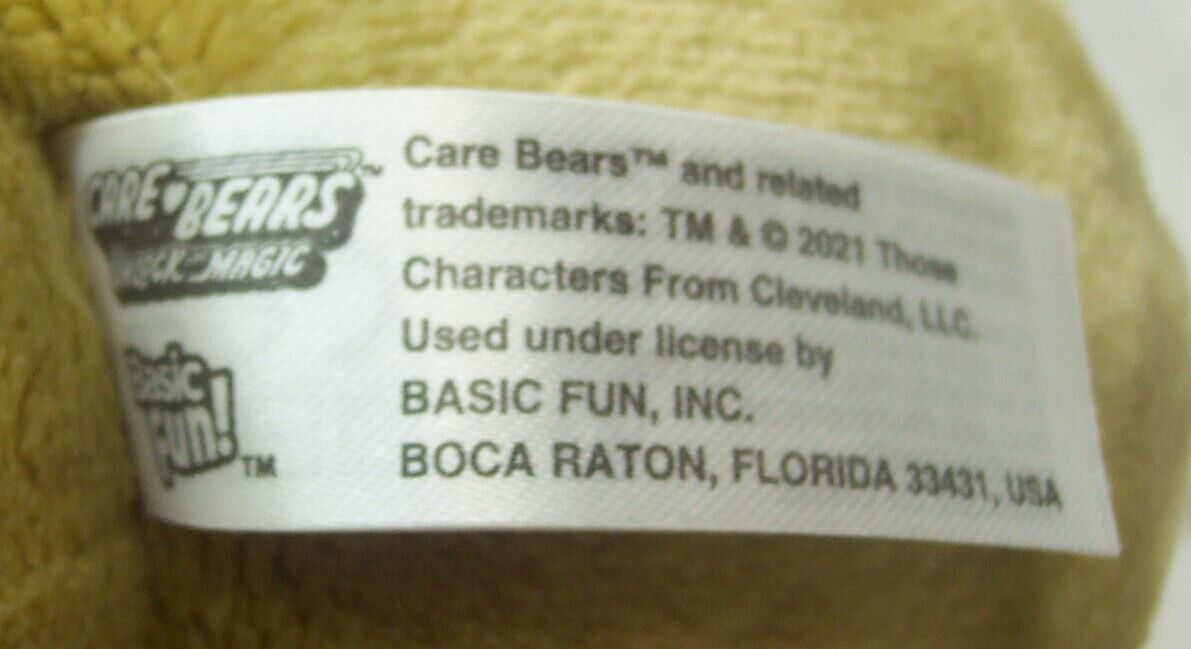 CARE BEARS™
UNLOCK THE MAGIC
Basic
fun!™
Care Bears™ and related
trademarks: TM & © 2021 Those
Characters From Cleveland, LLC.
Used under license by
BASIC FUN, INC.
BOCA RATON, FLORIDA 33431, USA